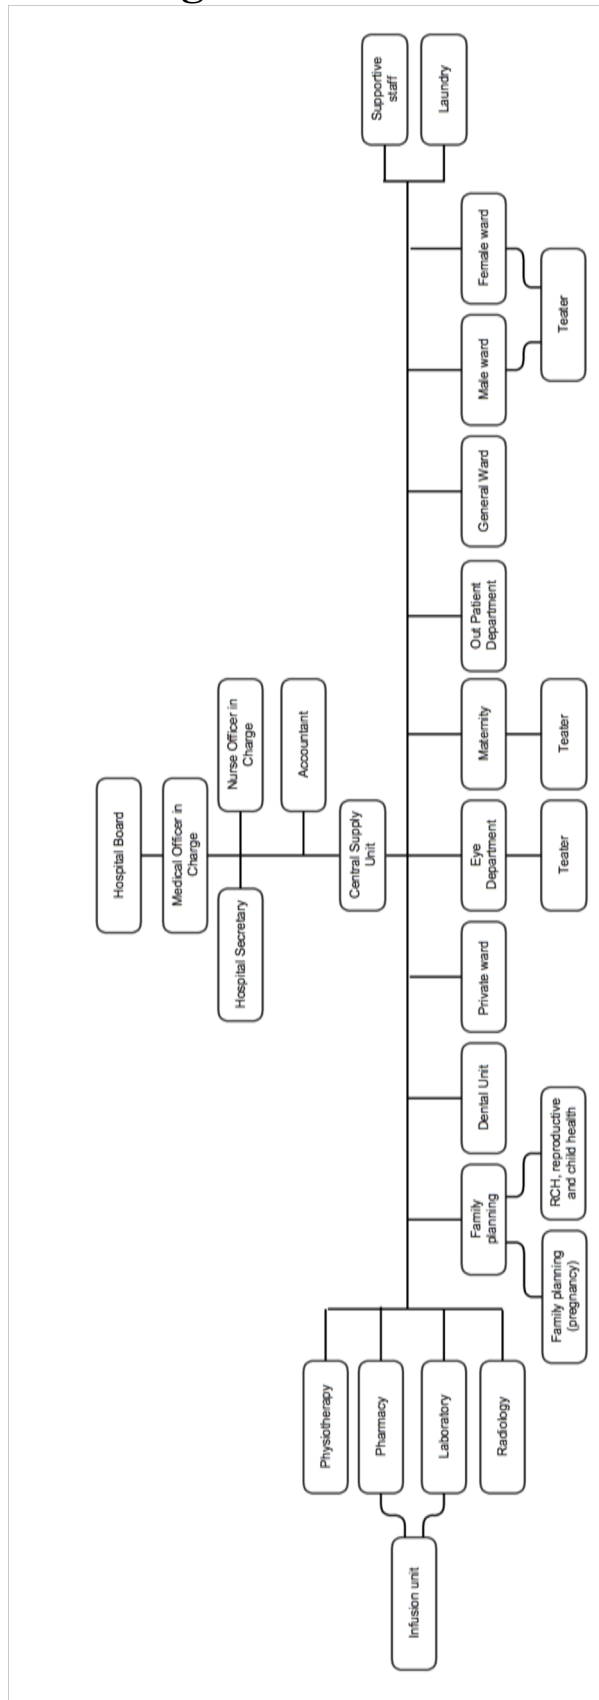 Hospital Board
Medical Officer in
Charge
Hospital Secretary
Nurse Officer in
Charge
Accountant
Central Supply
Unit
Physiotherapy
Pharmacy
Laboratory
Radiology
Infusion unit
Family
planning
Dental Unit
Private ward
Eye
Department
Maternity
Out Patient
Department
General Ward
Male ward
Female ward
Supportive
staff
Laundry
Family planning
(pregnancy)
RCH, reproductive
and child health
Teater
Teater
Teater